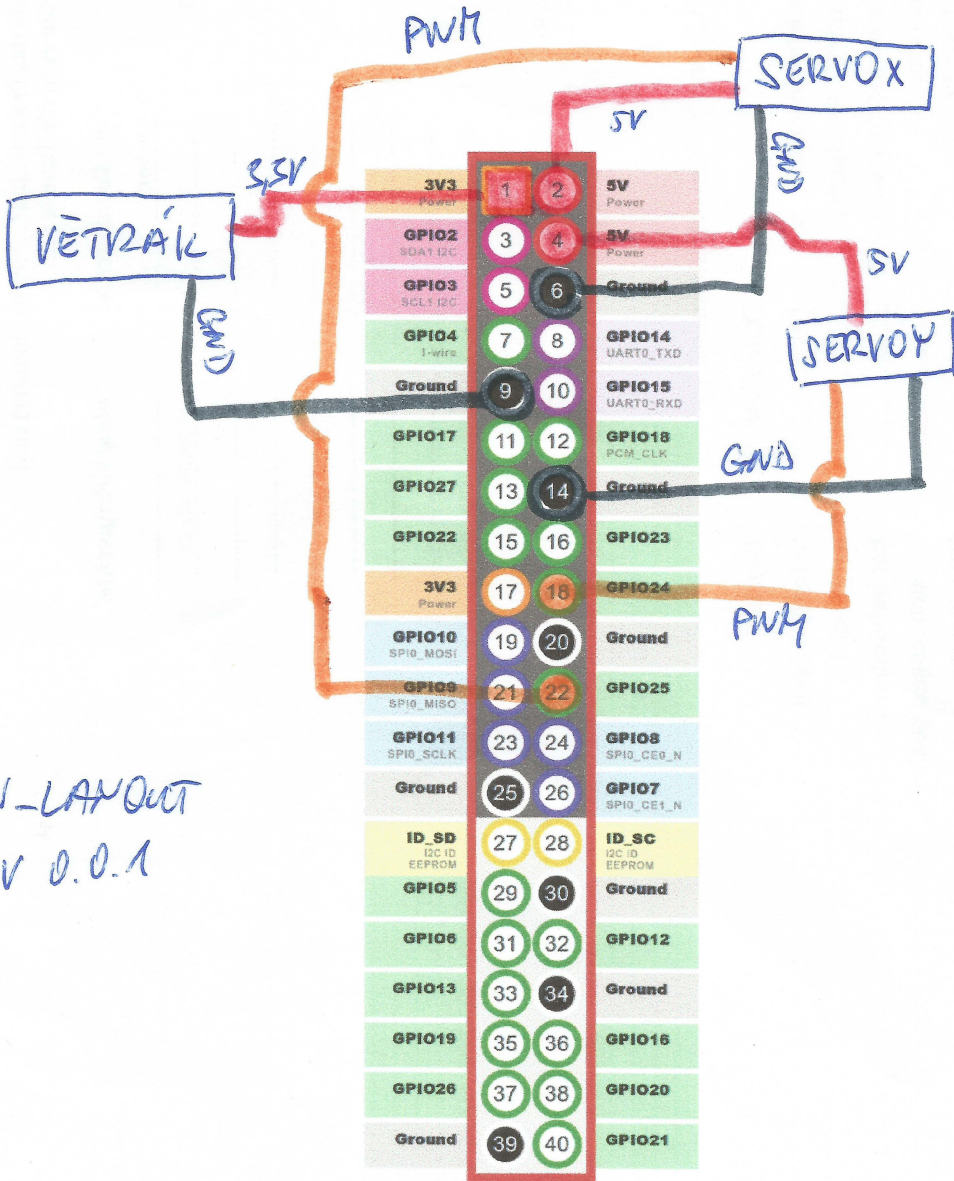 PWM
SERVOX
5V
GND
3,3V
VĚTRÁK
GND
5V
SERVOY
GND
PWM
LAYOUT
V 0.0.1
3V3 Power 1 2 5V Power
GPIO2 SDA1 I2C 3 4 5V Power
GPIO3 SCL1 I2C 5 6 Ground
GPIO4 1-wire 7 8 GPIO14 UART0_TXD
Ground 9 10 GPIO15 UART0_RXD
GPIO17 11 12 GPIO18 PCM_CLK
GPIO27 13 14 Ground
GPIO22 15 16 GPIO23
3V3 Power 17 18 GPIO24
GPIO10 SPI0_MOSI 19 20 Ground
GPIO9 SPI0_MISO 21 22 GPIO25
GPIO11 SPI0_SCLK 23 24 GPIO8 SPI0_CE0_N
Ground 25 26 GPIO7 SPI0_CE1_N
ID_SD I2C ID EEPROM 27 28 ID_SC I2C ID EEPROM
GPIO5 29 30 Ground
GPIO6 31 32 GPIO12
GPIO13 33 34 Ground
GPIO19 35 36 GPIO16
GPIO26 37 38 GPIO20
Ground 39 40 GPIO21